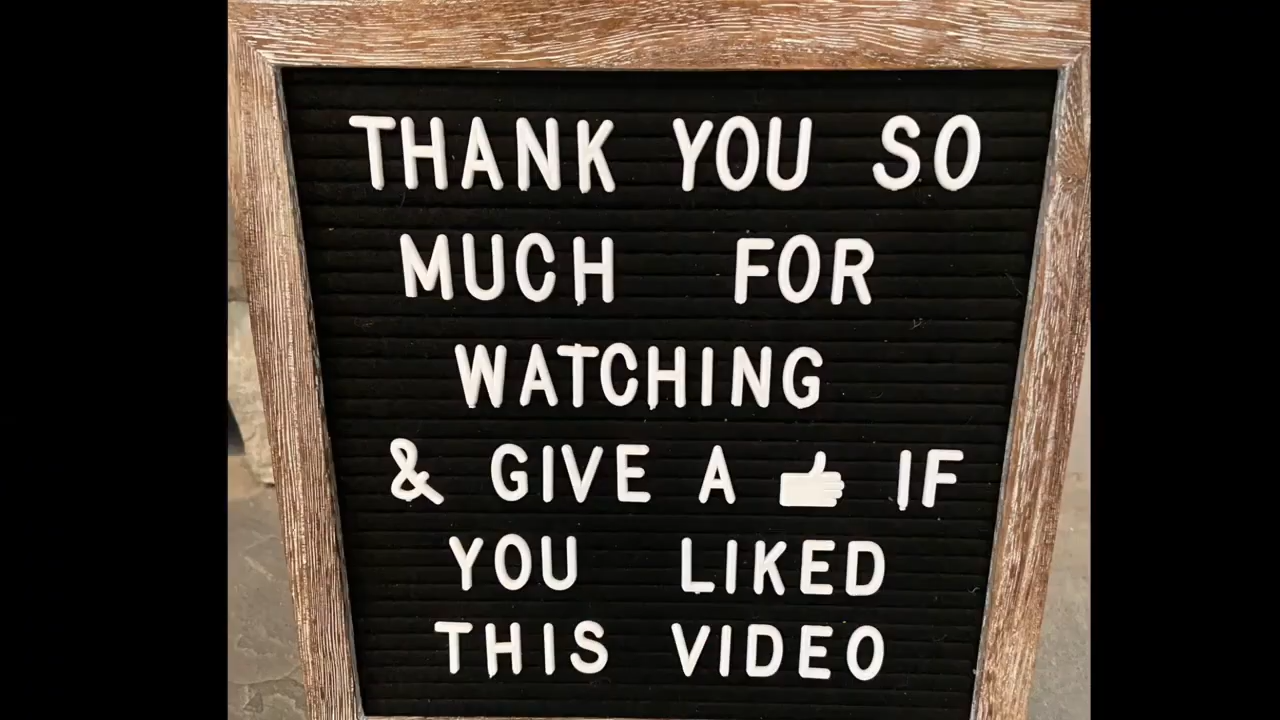 THANK YOU SO
MUCH FOR
WATCHING
& GIVE A 👍 IF
YOU LIKED
THIS VIDEO